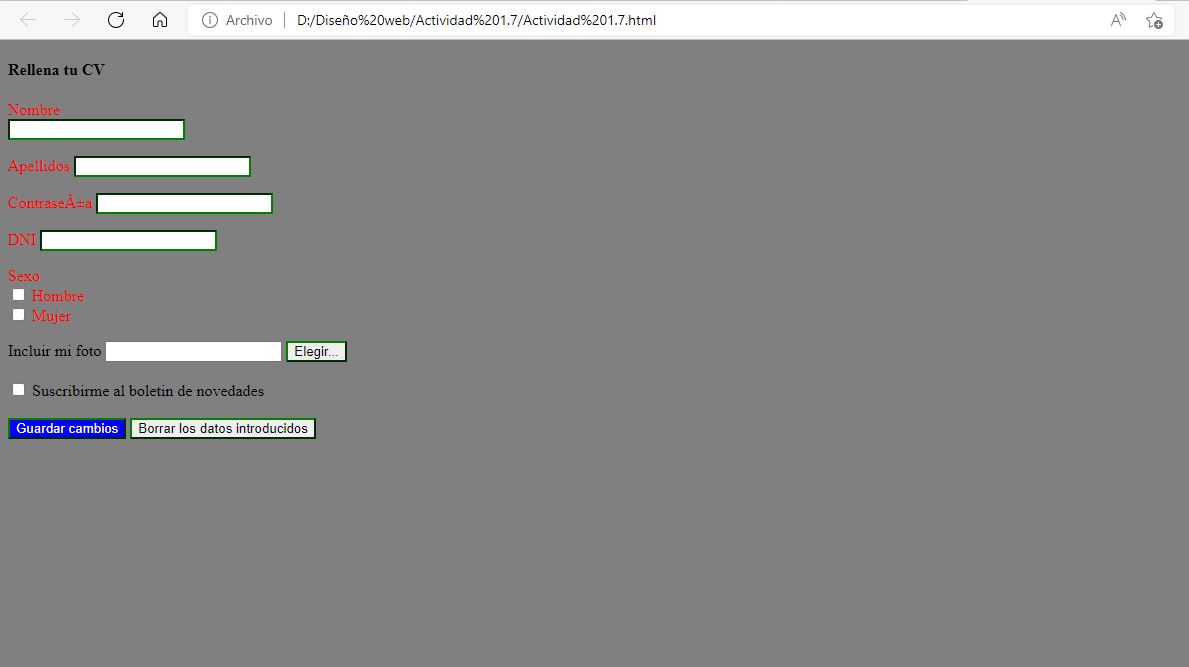 Archivo D:/Diseño%20web/Actividad%201.7/Actividad%201.7.html
Rellena tu CV
Nombre
Apellidos
ContraseÃ±a
DNI
Sexo
Hombre
Mujer
Incluir mi foto Elegir...
Suscribirme al boletin de novedades
Guardar cambios Borrar los datos introducidos